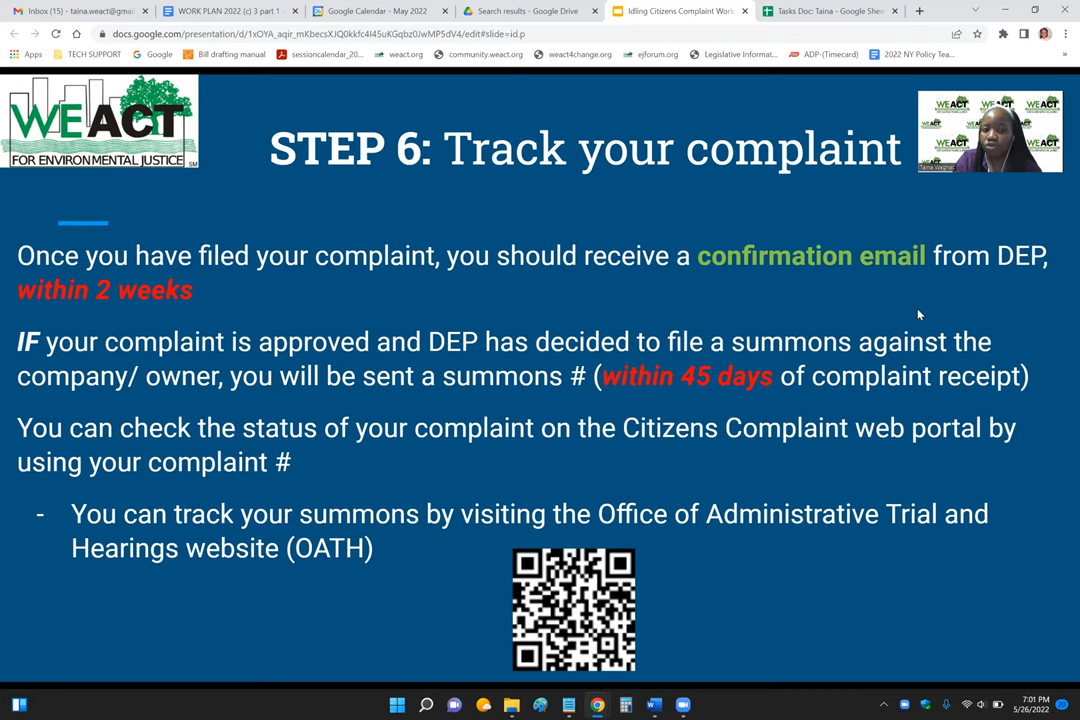 Inbox (15) - taina.weact@gmai
WORK PLAN 2022 (c) 3 part 1
Google Calendar - May 2022
Search results - Google Drive
Idling Citizens Complaint Work
Tasks Doc: Taina - Google Shee
docs.google.com/presentation/d/1xOYA_aqir_mKbecsXJQ0kkfc4I45uKGqbz0JwMP5dV4/edit#slide=id.p
Apps
TECH SUPPORT
Google
Bill drafting manual
sessioncalendar_20...
weact.org
community.weact.org
weact4change.org
ejforum.org
Legislative Informat...
ADP-(Timecard)
2022 NY Policy Tea...
WE ACT
FOR ENVIRONMENTAL JUSTICE
SM
STEP 6: Track your complaint
WE ACT
Once you have filed your complaint, you should receive a confirmation email from DEP,
within 2 weeks
IF your complaint is approved and DEP has decided to file a summons against the
company/ owner, you will be sent a summons # (within 45 days of complaint receipt)
You can check the status of your complaint on the Citizens Complaint web portal by
using your complaint #
- You can track your summons by visiting the Office of Administrative Trial and
Hearings website (OATH)
7:01 PM
5/26/2022